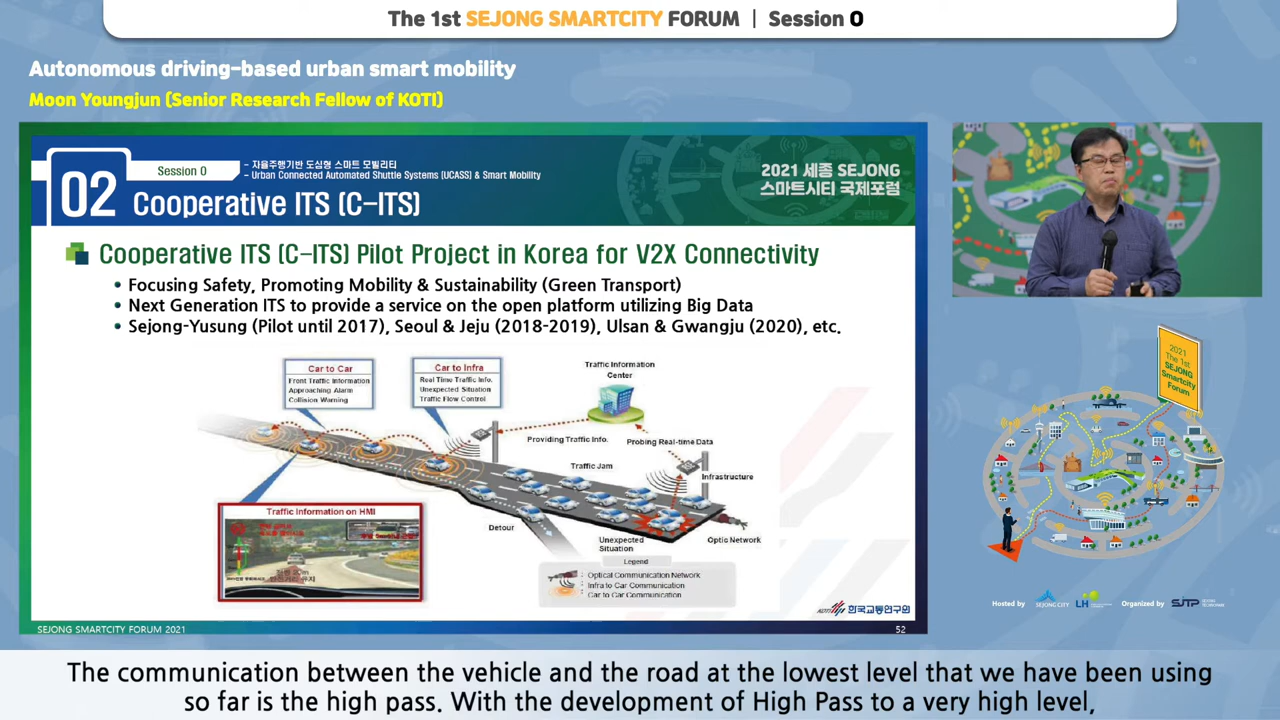 The 1st SEJONG SMARTCITY FORUM | Session 0
Autonomous driving-based urban smart mobility
Moon Youngjun (Senior Research Fellow of KOTI)
02
Session 0
- 자율주행기반 도심형 스마트 모빌리티
- Urban Connected Automated Shuttle Systems (UCASS) & Smart Mobility
Cooperative ITS (C-ITS)
2021 세종 SEJONG
스마트시티 국제포럼
Cooperative ITS (C-ITS) Pilot Project in Korea for V2X Connectivity
• Focusing Safety, Promoting Mobility & Sustainability (Green Transport)
• Next Generation ITS to provide a service on the open platform utilizing Big Data
• Sejong-Yusung (Pilot until 2017), Seoul & Jeju (2018-2019), Ulsan & Gwangju (2020), etc.
Car to Car
Front Traffic Information
Approaching Alarm
Collision Warning
Car to Infra
Real Time Traffic Info.
Unexpected Situation
Traffic Flow Control
Traffic Information
Center
Providing Traffic Info.
Probing Real-time Data
Traffic Jam
Infrastructure
Traffic Information on HMI
Detour
Unexpected
Situation
Optic Network
Legend
: Optical Communication Network
: Infra to Car Communication
: Car to Car Communication
KOTI 한국교통연구원
SEJONG SMARTCITY FORUM 2021
52
2021
The 1st
SEJONG
Smartcity
Forum
Hosted by
SEJONG CITY
LH
Organized by
SJTP
The communication between the vehicle and the road at the lowest level that we have been using
so far is the high pass. With the development of High Pass to a very high level,